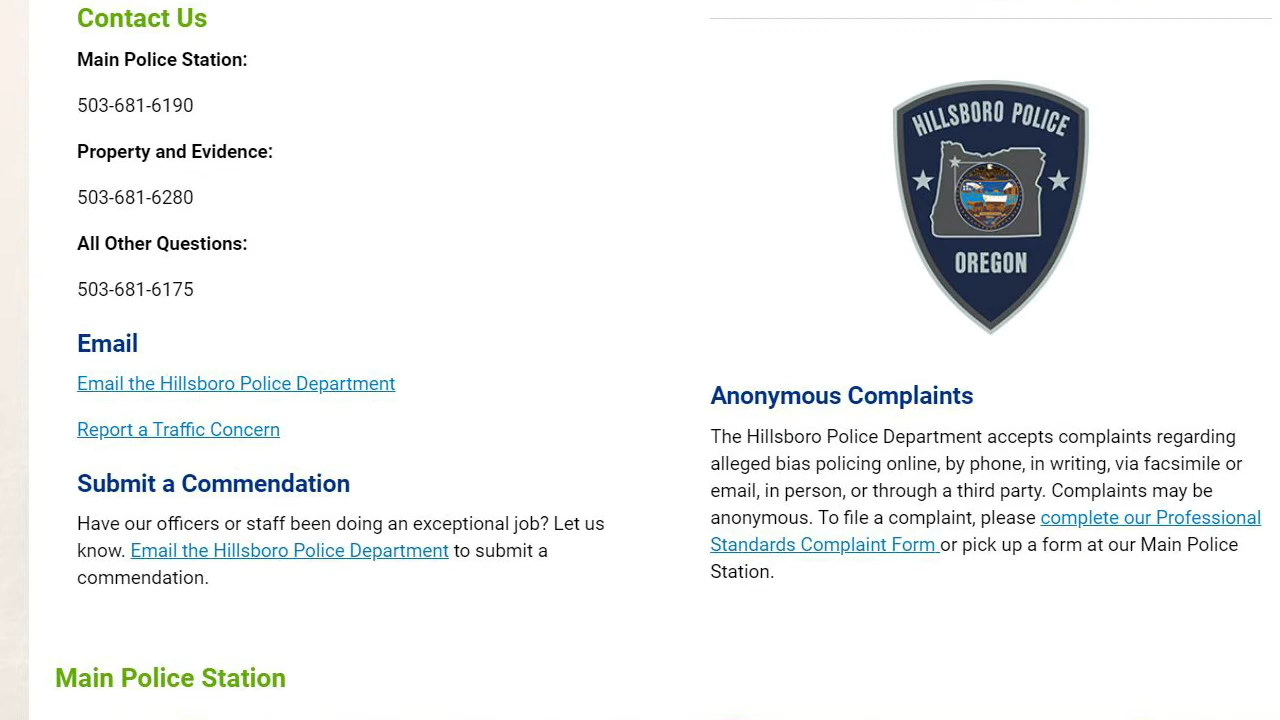 Contact Us
Main Police Station:
503-681-6190
Property and Evidence:
503-681-6280
All Other Questions:
503-681-6175
Email
Email the Hillsboro Police Department
Report a Traffic Concern
Submit a Commendation
Have our officers or staff been doing an exceptional job? Let us
know. Email the Hillsboro Police Department to submit a
commendation.
HILLSBORO POLICE
OREGON
Anonymous Complaints
The Hillsboro Police Department accepts complaints regarding
alleged bias policing online, by phone, in writing, via facsimile or
email, in person, or through a third party. Complaints may be
anonymous. To file a complaint, please complete our Professional
Standards Complaint Form or pick up a form at our Main Police
Station.
Main Police Station